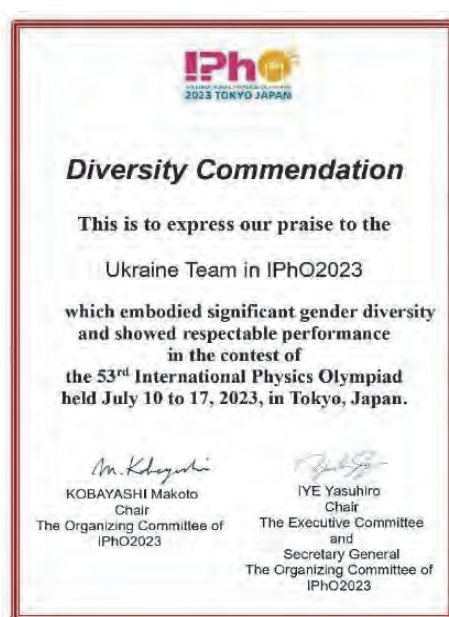 IPhO
2023 TOKYO JAPAN
Diversity Commendation
This is to express our praise to the
Ukraine Team in IPhO2023
which embodied significant gender diversity
and showed respectable performance
in the contest of
the 53rd International Physics Olympiad
held July 10 to 17, 2023, in Tokyo, Japan.
M. Kobayashi
KOBAYASHI Makoto
Chair
The Organizing Committee of
IPhO2023
IYE Yasuhiro
Chair
The Executive Committee
and
Secretary General
The Organizing Committee of
IPhO2023